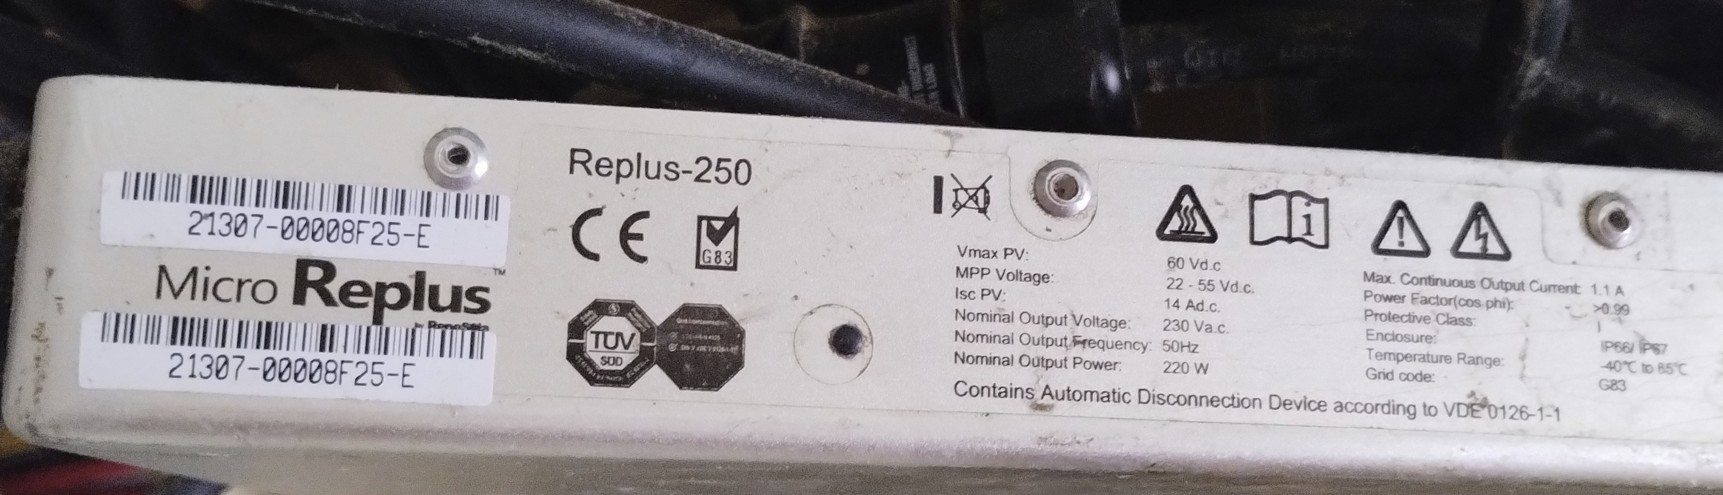 21307-00008F25-E
Micro Replus™
by ReneSola
21307-00008F25-E
Replus-250
CE
G83
TÜV
SÜD
Vmax PV: 60 Vd.c
MPP Voltage: 22 - 55 Vd.c.
Isc PV: 14 Ad.c.
Nominal Output Voltage: 230 Va.c.
Nominal Output Frequency: 50Hz
Nominal Output Power: 220 W
Max. Continuous Output Current: 1.1 A
Power Factor(cos phi): >0.99
Protective Class: I
Enclosure: IP66/ IP67
Temperature Range: -40℃ to 65℃
Grid code: G83
Contains Automatic Disconnection Device according to VDE 0126-1-1